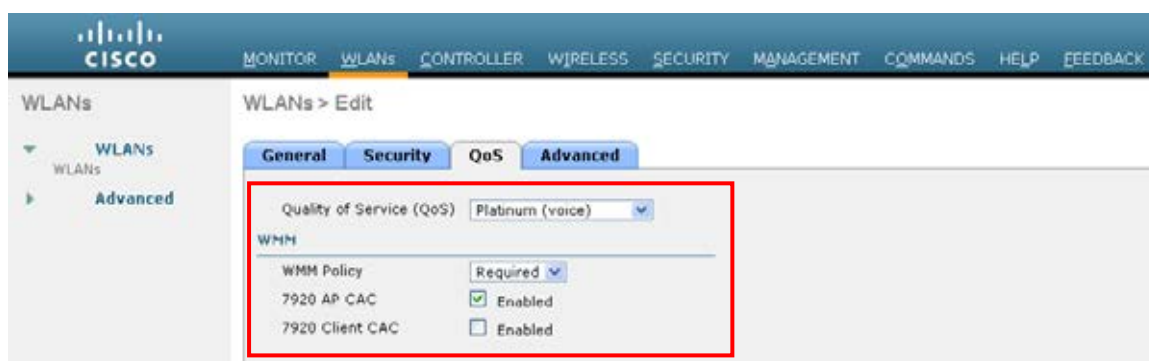 CISCO
MONITOR WLANs CONTROLLER WIRELESS SECURITY MANAGEMENT COMMANDS HELP FEEDBACK
WLANs
WLANs > Edit
WLANs
WLANs
Advanced
General Security QoS Advanced
Quality of Service (QoS) Platinum (voice)
WMM
WMM Policy Required
7920 AP CAC Enabled
7920 Client CAC Enabled